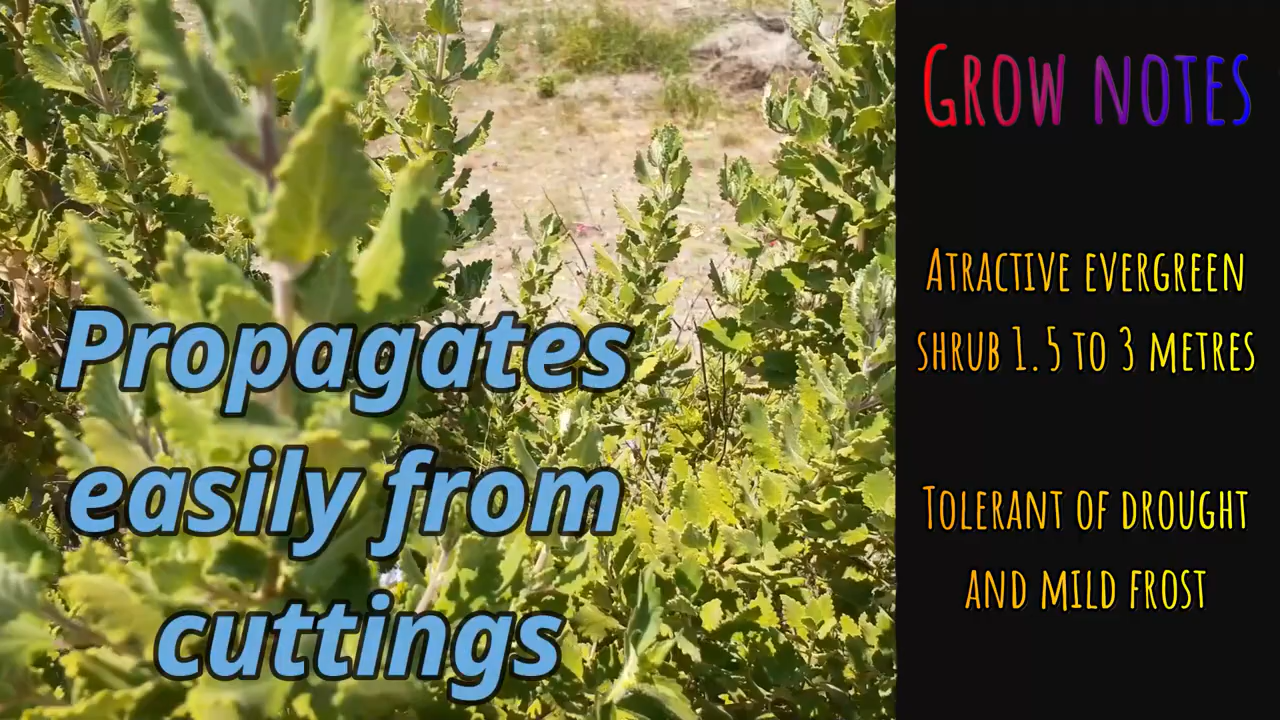 Propagates
easily from
cuttings
Grow notes
Atractive evergreen
shrub 1.5 to 3 metres
Tolerant of drought
and mild frost